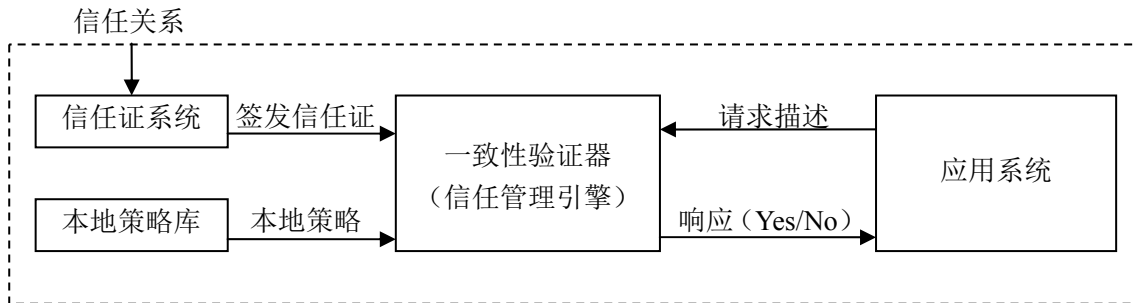 信任关系
信任证系统
签发信任证
一致性验证器
（信任管理引擎）
请求描述
应用系统
本地策略库
本地策略
响应（Yes/No）